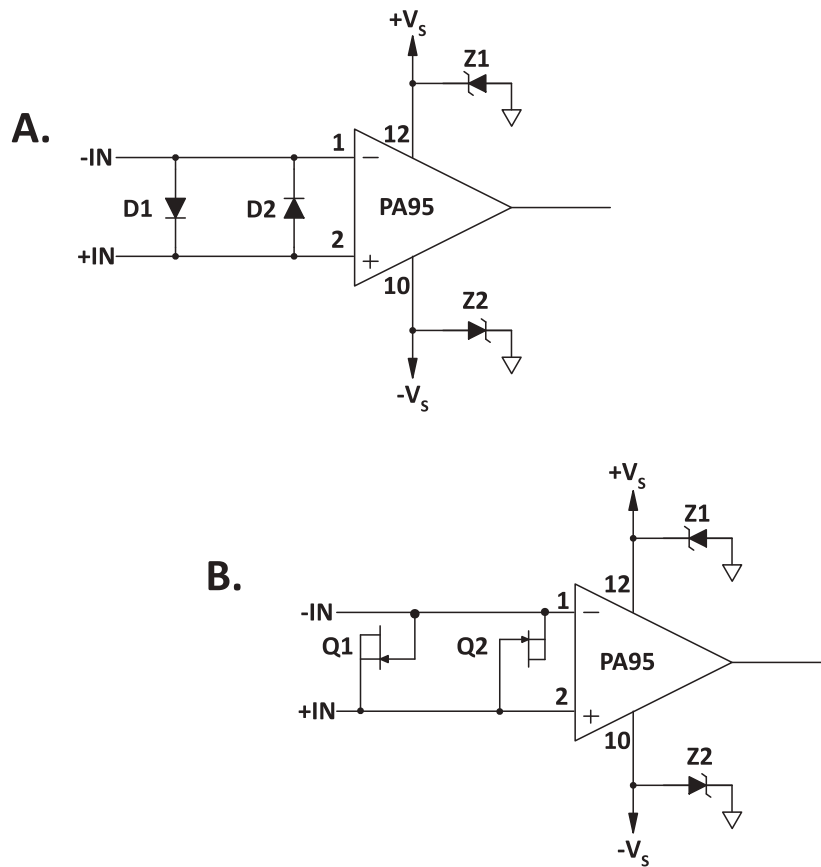 A.
+VS
Z1
12
-IN
1
−
D1
D2
PA95
+IN
2
+
10
Z2
-VS
B.
+VS
Z1
12
-IN
1
−
Q1
Q2
PA95
+IN
2
+
10
Z2
-VS